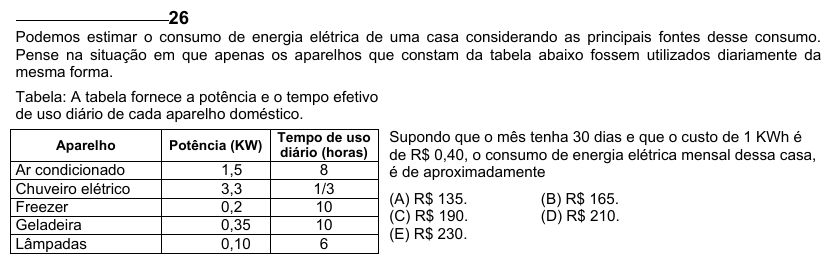 26
Podemos estimar o consumo de energia elétrica de uma casa considerando as principais fontes desse consumo.
Pense na situação em que apenas os aparelhos que constam da tabela abaixo fossem utilizados diariamente da
mesma forma.
Tabela: A tabela fornece a potência e o tempo efetivo
de uso diário de cada aparelho doméstico.
Aparelho Potência (KW) Tempo de uso diário (horas)
Ar condicionado 1,5 8
Chuveiro elétrico 3,3 1/3
Freezer 0,2 10
Geladeira 0,35 10
Lâmpadas 0,10 6
Supondo que o mês tenha 30 dias e que o custo de 1 KWh é
de R$ 0,40, o consumo de energia elétrica mensal dessa casa,
é de aproximadamente
(A) R$ 135. (B) R$ 165.
(C) R$ 190. (D) R$ 210.
(E) R$ 230.